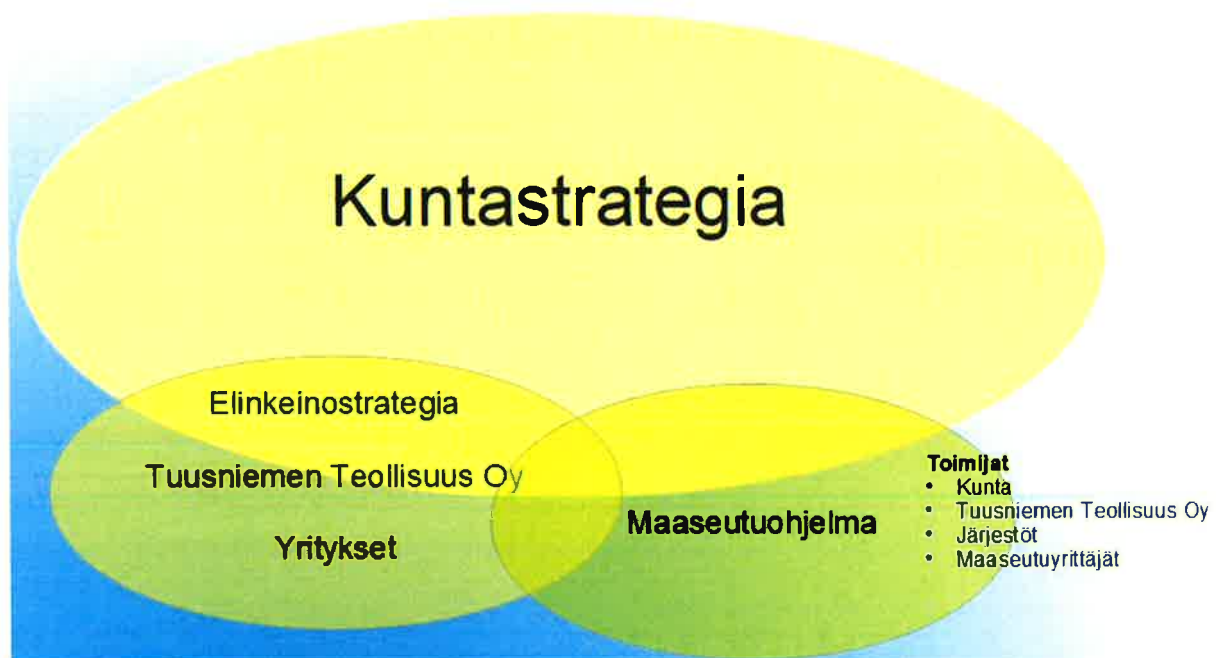 Kuntastrategia
Elinkeinostrategia
Tuusniemen Teollisuus Oy
Yritykset
Maaseutuohjelma
Toimijat
• Kunta
• Tuusniemen Teollisuus Oy
• Järjestöt
• Maaseutuyrittäjät